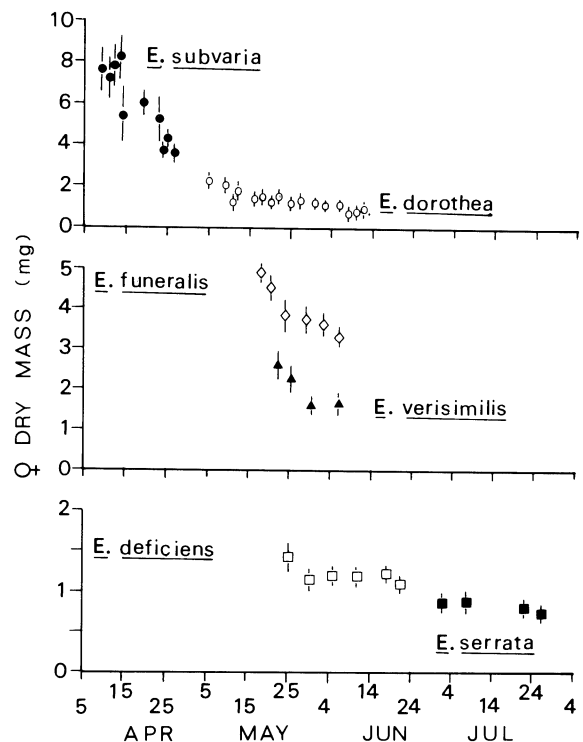 10
8
E. subvaria
6
4
2
E. dorothea
0
♀ DRY MASS (mg)
5
E. funeralis
4
3
2
E. verisimilis
1
0
2
E. deficiens
1
E. serrata
0
15 25 5 15 25 4 14 24 4 14 24 4
5 4
APR MAY JUN JUL